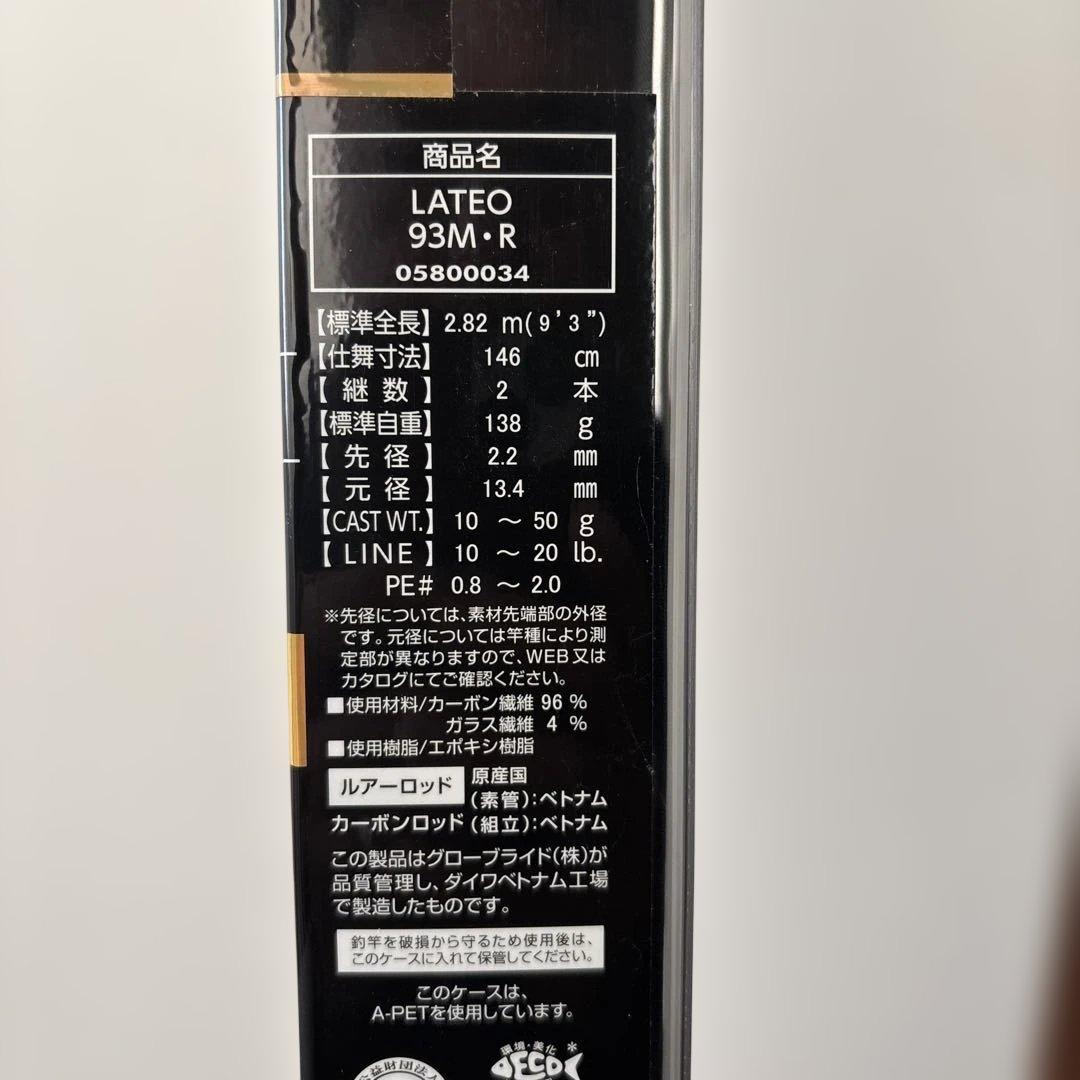 商品名
LATEO
93M・R
05800034
【標準全長】 2.82 m(9'3")
【仕舞寸法】 146 cm
【 継 数 】 2 本
【標準自重】 138 g
【 先 径 】 2.2 mm
【 元 径 】 13.4 mm
【CAST WT.】 10 ～ 50 g
【 LINE 】 10 ～ 20 lb.
PE# 0.8 ～ 2.0
※先径については、素材先端部の外径
です。元径については竿種により測
定部が異なりますので、WEB又は
カタログにてご確認ください。
■使用材料/カーボン繊維 96 %
ガラス繊維 4 %
■使用樹脂/エポキシ樹脂
ルアーロッド 原産国
(素管):ベトナム
カーボンロッド (組立):ベトナム
この製品はグローブライド(株)が
品質管理し、ダイワベトナム工場
で製造したものです。
釣竿を破損から守るため使用後は、
このケースに入れて保管してください。
このケースは、
A-PETを使用しています。
環境・美化*
DECO
公益財団法人